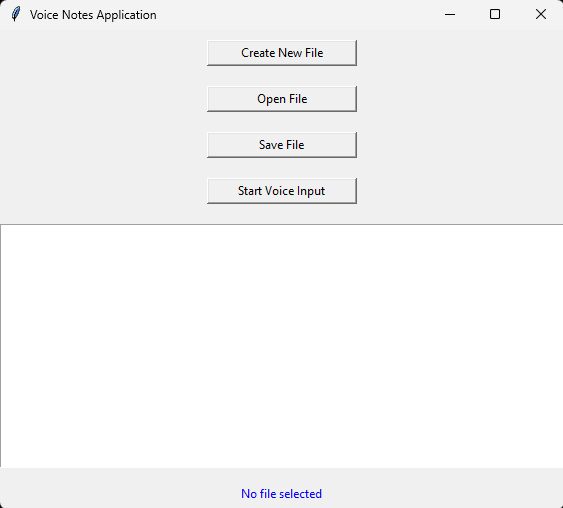 Voice Notes Application
Create New File
Open File
Save File
Start Voice Input
No file selected